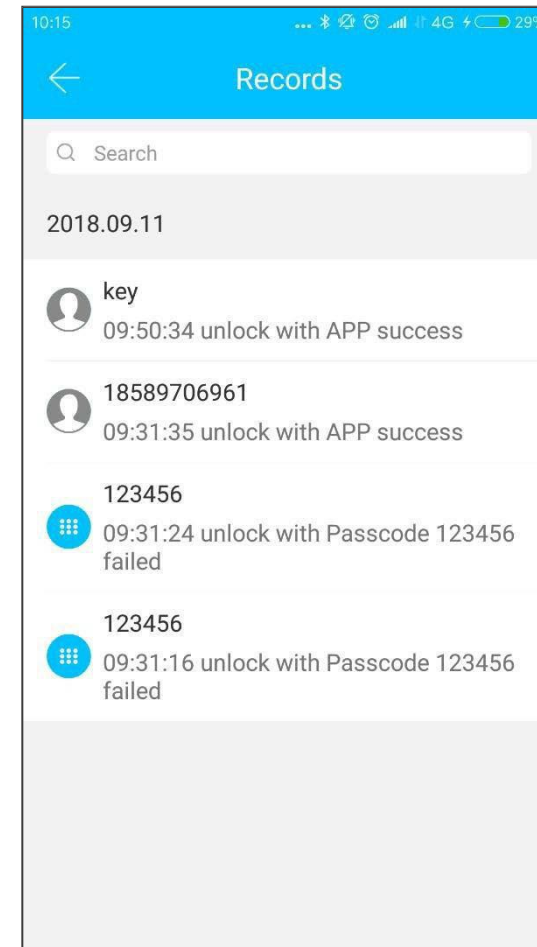 10:15 ... 4G 29%
Records
Search
2018.09.11
key
09:50:34 unlock with APP success
18589706961
09:31:35 unlock with APP success
123456
09:31:24 unlock with Passcode 123456
failed
123456
09:31:16 unlock with Passcode 123456
failed